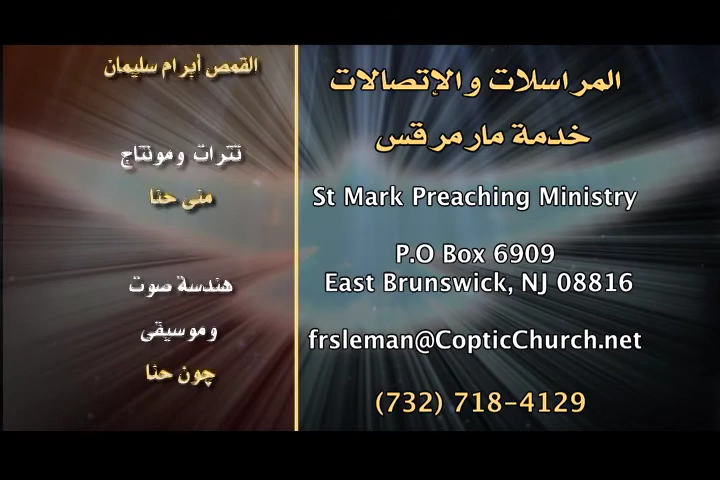 المراسلات والإتصالات
خدمة مارمرقس
St Mark Preaching Ministry
P.O Box 6909
East Brunswick, NJ 08816
frsleman@CopticChurch.net
(732) 718-4129
القمص أبرام سليمان
تترات ومونتاج
منى حنا
هندسة صوت
وموسيقى
چون حنا